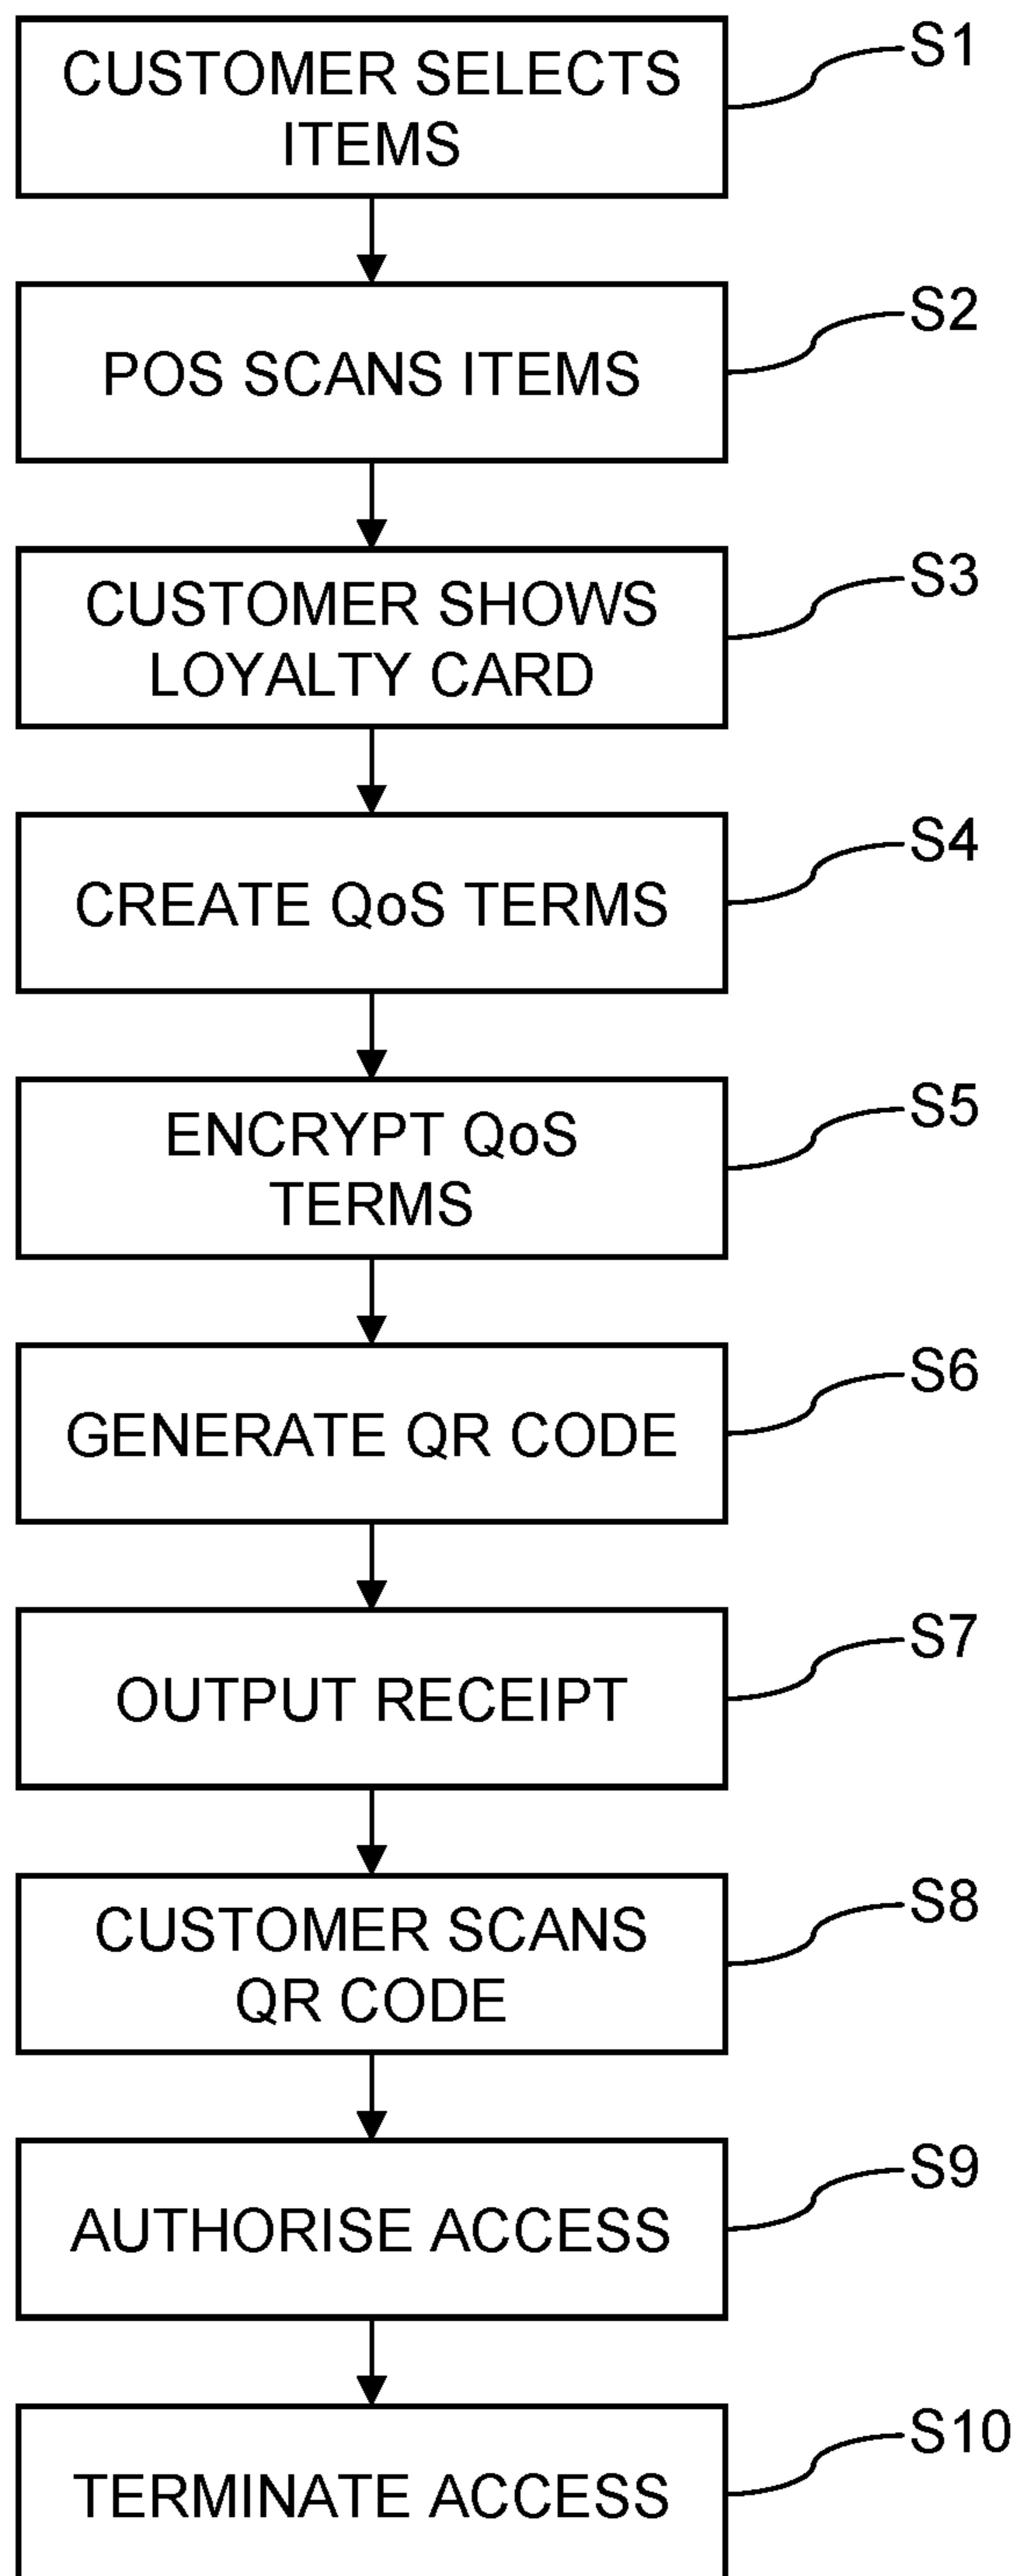 CUSTOMER SELECTS
ITEMS
S1
POS SCANS ITEMS
S2
CUSTOMER SHOWS
LOYALTY CARD
S3
CREATE QoS TERMS
S4
ENCRYPT QoS
TERMS
S5
GENERATE QR CODE
S6
OUTPUT RECEIPT
S7
CUSTOMER SCANS
QR CODE
S8
AUTHORISE ACCESS
S9
TERMINATE ACCESS
S10